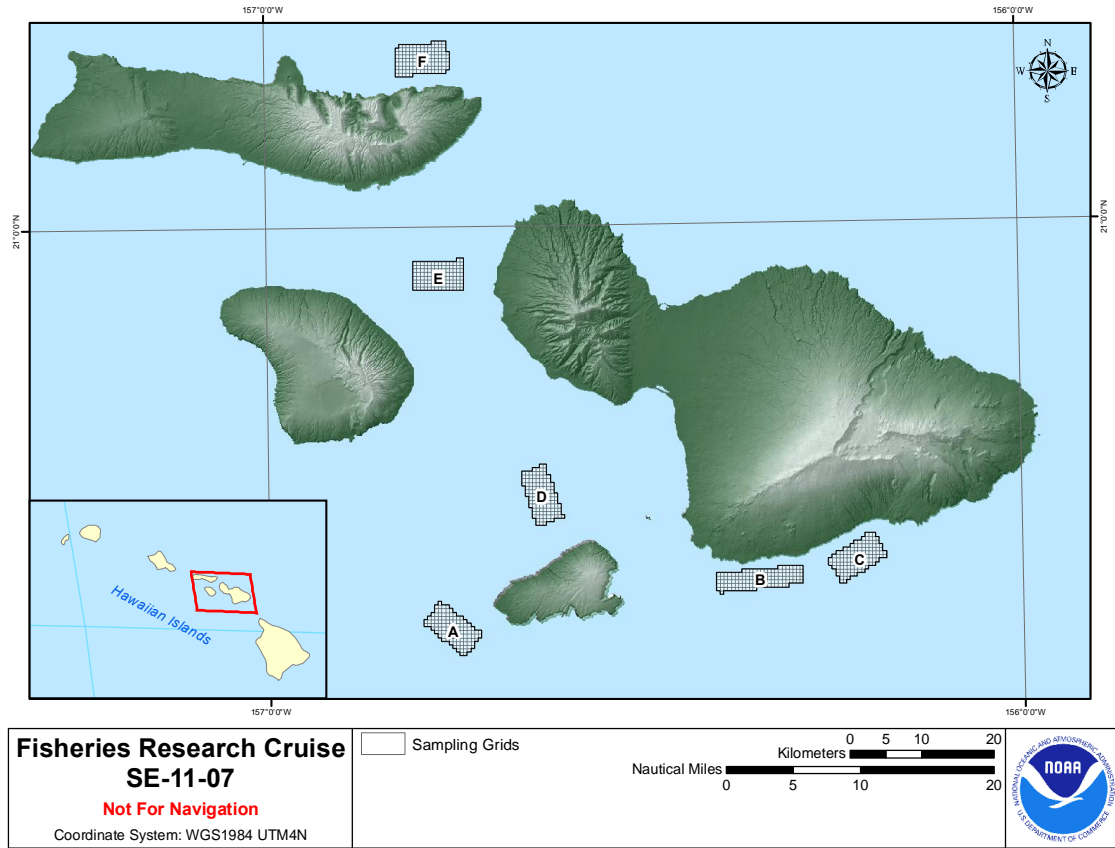 157°0'0"W
156°0'0"W
F
N
W
E
S
21°0'0"N
21°0'0"N
E
D
C
B
A
Hawaiian Islands
157°0'0"W
156°0'0"W
Fisheries Research Cruise
SE-11-07
Not For Navigation
Coordinate System: WGS1984 UTM4N
Sampling Grids
Kilometers
0 5 10 20
Nautical Miles
0 5 10 20
NATIONAL OCEANIC AND ATMOSPHERIC ADMINISTRATION
NOAA
U.S. DEPARTMENT OF COMMERCE